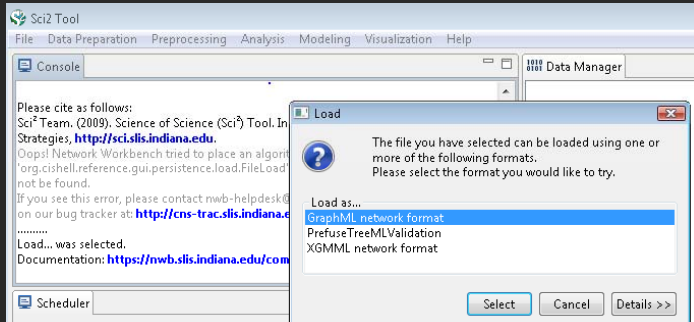 Sci2 Tool
File Data Preparation Preprocessing Analysis Modeling Visualization Help
Console
Data Manager
Please cite as follows:
Sci² Team. (2009). Science of Science (Sci²) Tool. In
Strategies, http://sci.slis.indiana.edu.
Oops! Network Workbench tried to place an algorit
'org.cishell.reference.gui.persistence.load.FileLoad'
not be found.
If you see this error, please contact nwb-helpdesk@
on our bug tracker at: http://cns-trac.slis.indiana.e
..........
Load... was selected.
Documentation: https://nwb.slis.indiana.edu/com
Scheduler
Load
The file you have selected can be loaded using one or
more of the following formats.
Please select the format you would like to try.
Load as...
GraphML network format
PrefuseTreeMLValidation
XGMML network format
Select Cancel Details >>